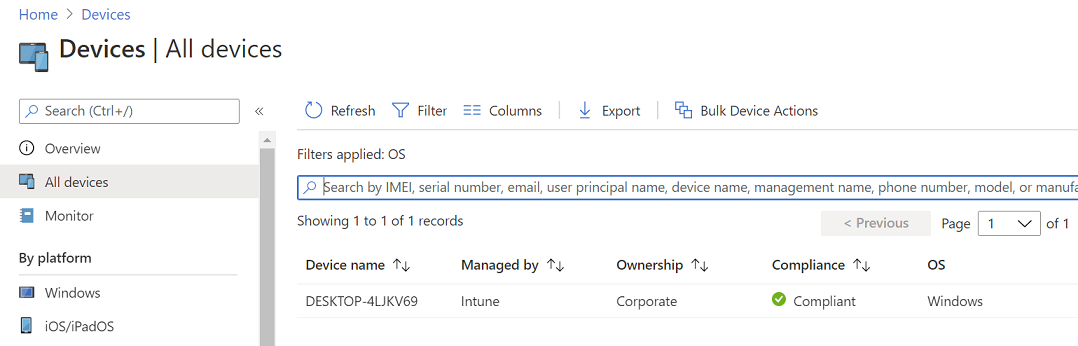 Home > Devices
Devices | All devices
Search (Ctrl+/)
«
Overview
All devices
Monitor
By platform
Windows
iOS/iPadOS
Refresh Filter Columns Export Bulk Device Actions
Filters applied: OS
Search by IMEI, serial number, email, user principal name, device name, management name, phone number, model, or manufa
Showing 1 to 1 of 1 records
< Previous Page 1 of 1
Device name ↑↓ Managed by ↑↓ Ownership ↑↓ Compliance ↑↓ OS
DESKTOP-4LJKV69 Intune Corporate Compliant Windows